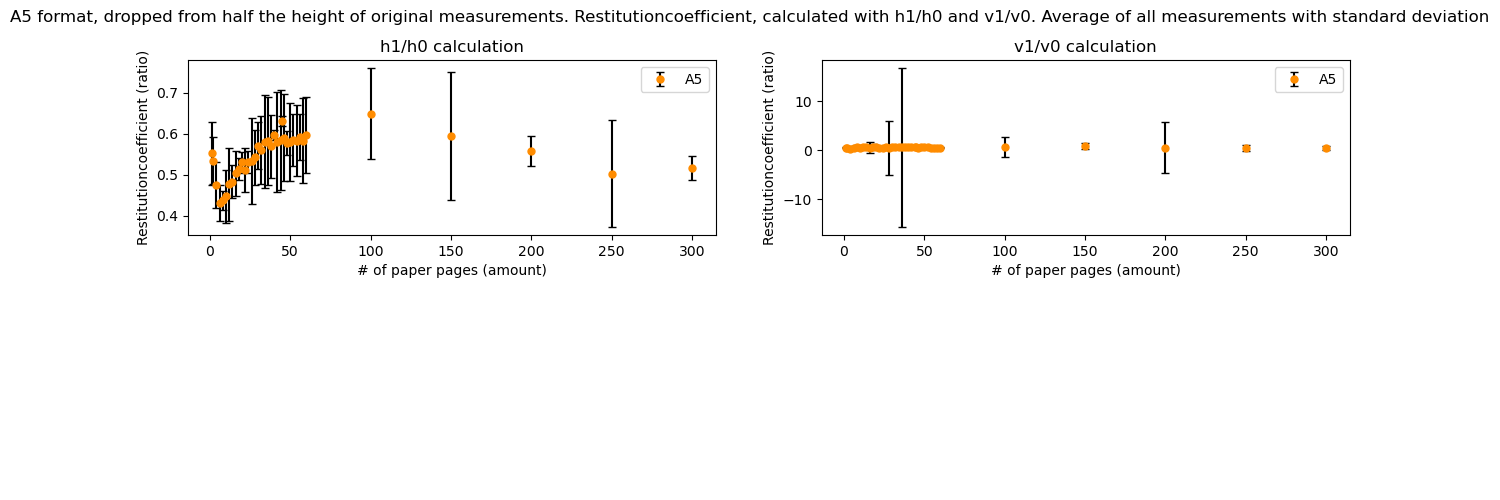 A5 format, dropped from half the height of original measurements. Restitutioncoefficient, calculated with h1/h0 and v1/v0. Average of all measurements with standard deviation
h1/h0 calculation
Restitutioncoefficient (ratio)
0.7
0.6
0.5
0.4
A5
0 50 100 150 200 250 300
# of paper pages (amount)
v1/v0 calculation
Restitutioncoefficient (ratio)
10
0
−10
A5
0 50 100 150 200 250 300
# of paper pages (amount)